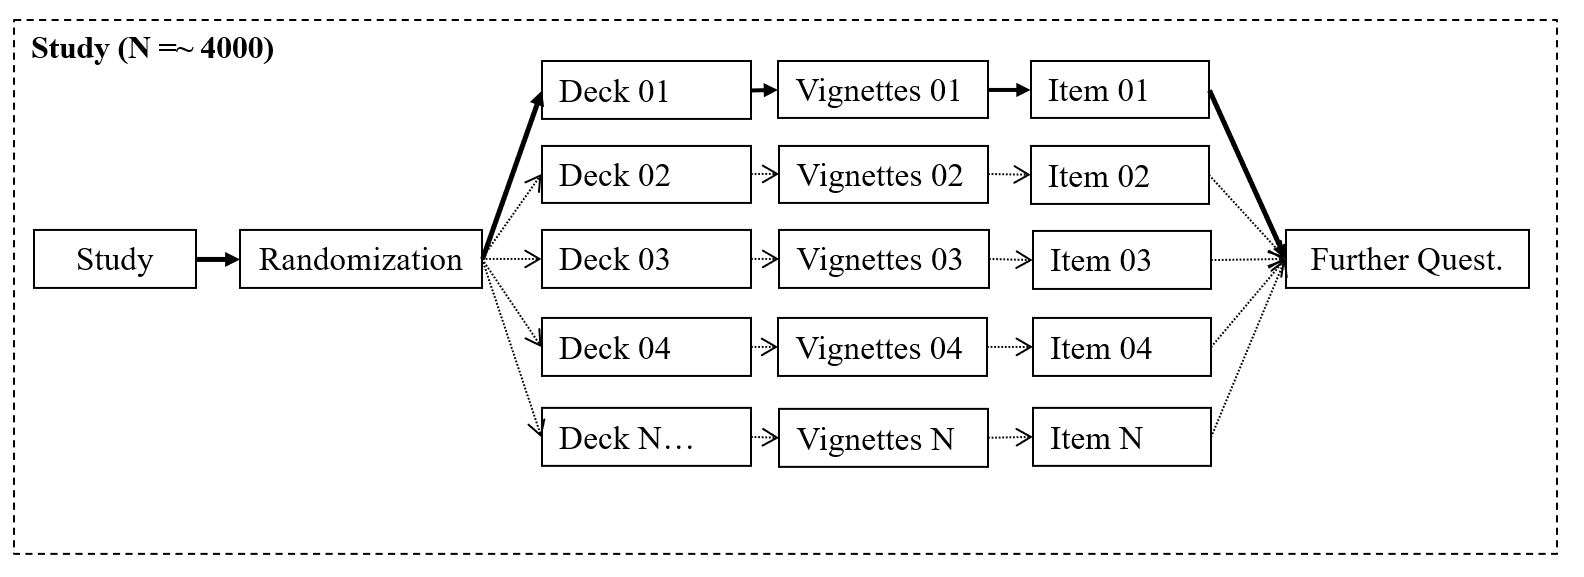 Study (N =~ 4000)
Deck 01
Vignettes 01
Item 01
Deck 02
Vignettes 02
Item 02
Study
Randomization
Deck 03
Vignettes 03
Item 03
Further Quest.
Deck 04
Vignettes 04
Item 04
Deck N…
Vignettes N
Item N